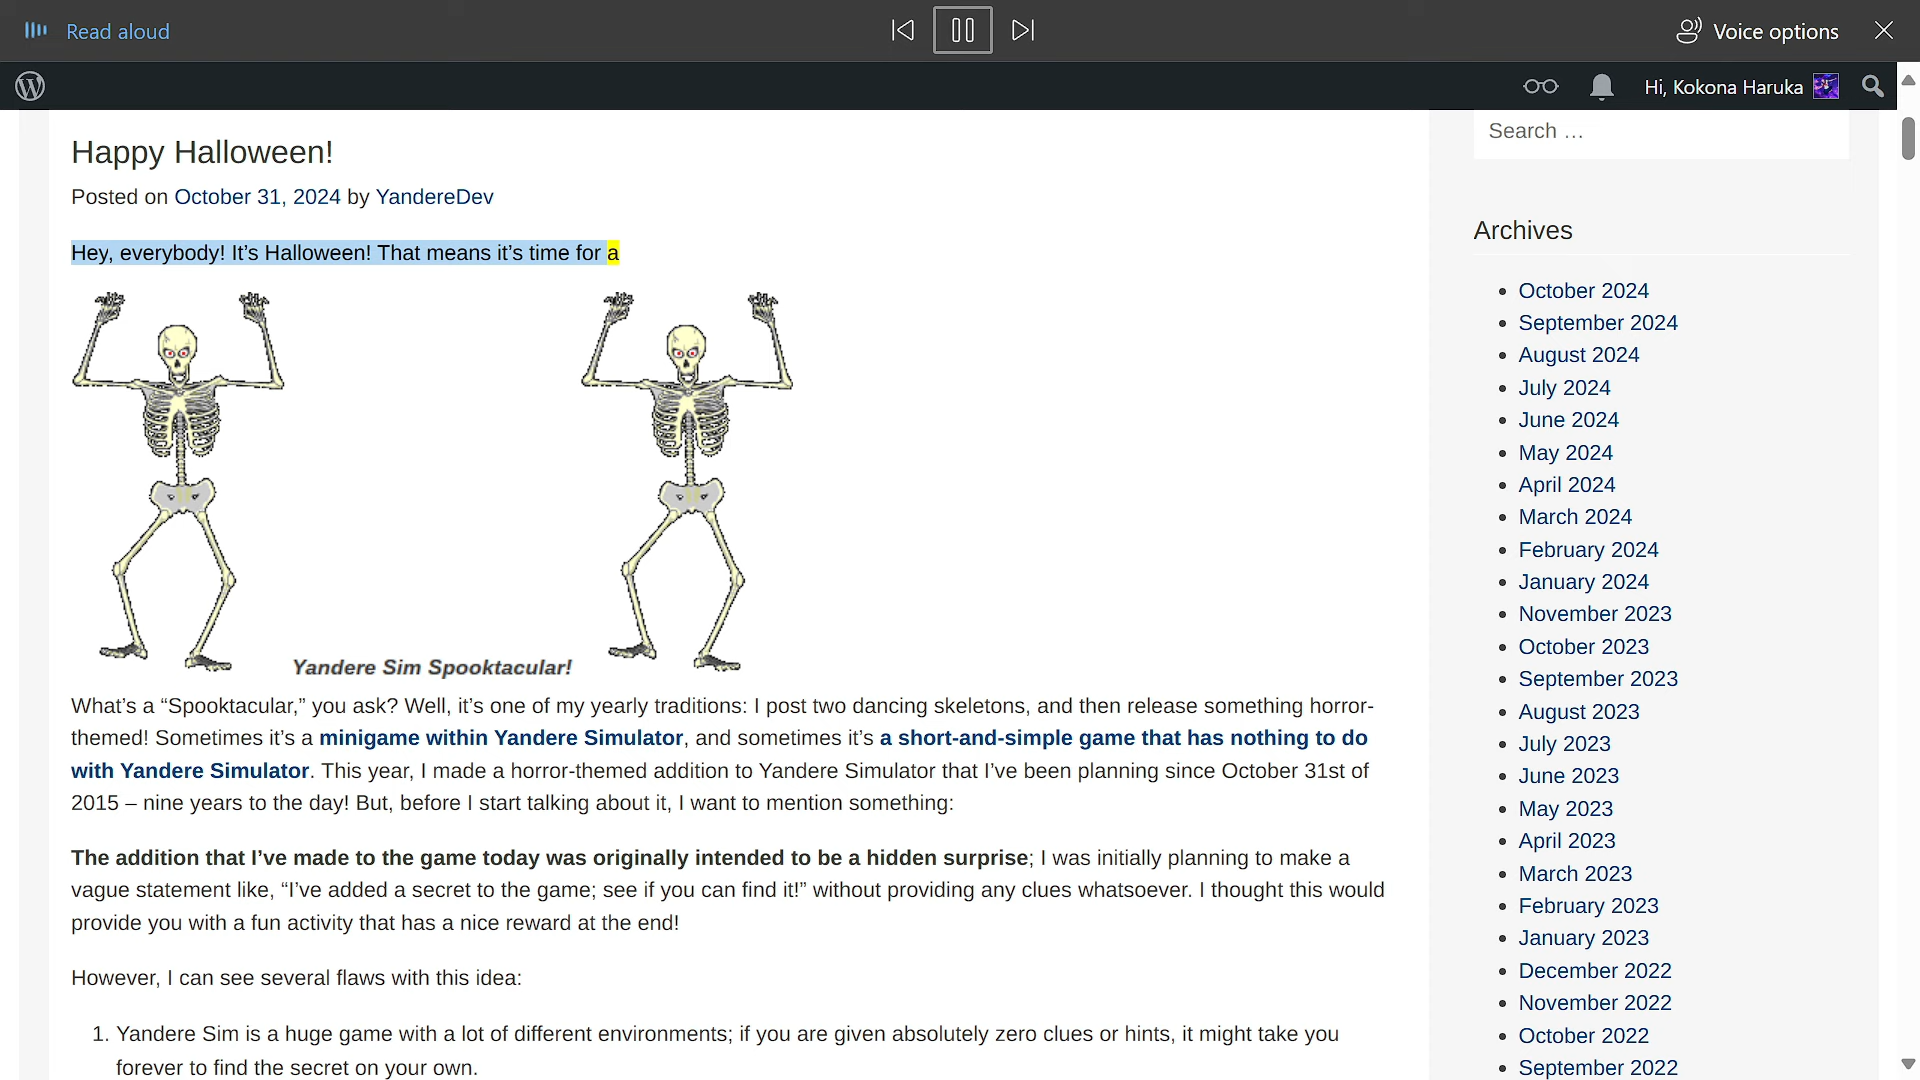 Read aloud
Voice options
Hi, Kokona Haruka
Happy Halloween!
Posted on October 31, 2024 by YandereDev
Hey, everybody! It’s Halloween! That means it’s time for a
Yandere Sim Spooktacular!
What’s a “Spooktacular,” you ask? Well, it’s one of my yearly traditions: I post two dancing skeletons, and then release something horror-
themed! Sometimes it’s a minigame within Yandere Simulator, and sometimes it’s a short-and-simple game that has nothing to do
with Yandere Simulator. This year, I made a horror-themed addition to Yandere Simulator that I’ve been planning since October 31st of
2015 – nine years to the day! But, before I start talking about it, I want to mention something:
The addition that I’ve made to the game today was originally intended to be a hidden surprise; I was initially planning to make a
vague statement like, “I’ve added a secret to the game; see if you can find it!” without providing any clues whatsoever. I thought this would
provide you with a fun activity that has a nice reward at the end!
However, I can see several flaws with this idea:
1. Yandere Sim is a huge game with a lot of different environments; if you are given absolutely zero clues or hints, it might take you
forever to find the secret on your own.
Search …
Archives
October 2024
September 2024
August 2024
July 2024
June 2024
May 2024
April 2024
March 2024
February 2024
January 2024
November 2023
October 2023
September 2023
August 2023
July 2023
June 2023
May 2023
April 2023
March 2023
February 2023
January 2023
December 2022
November 2022
October 2022
September 2022